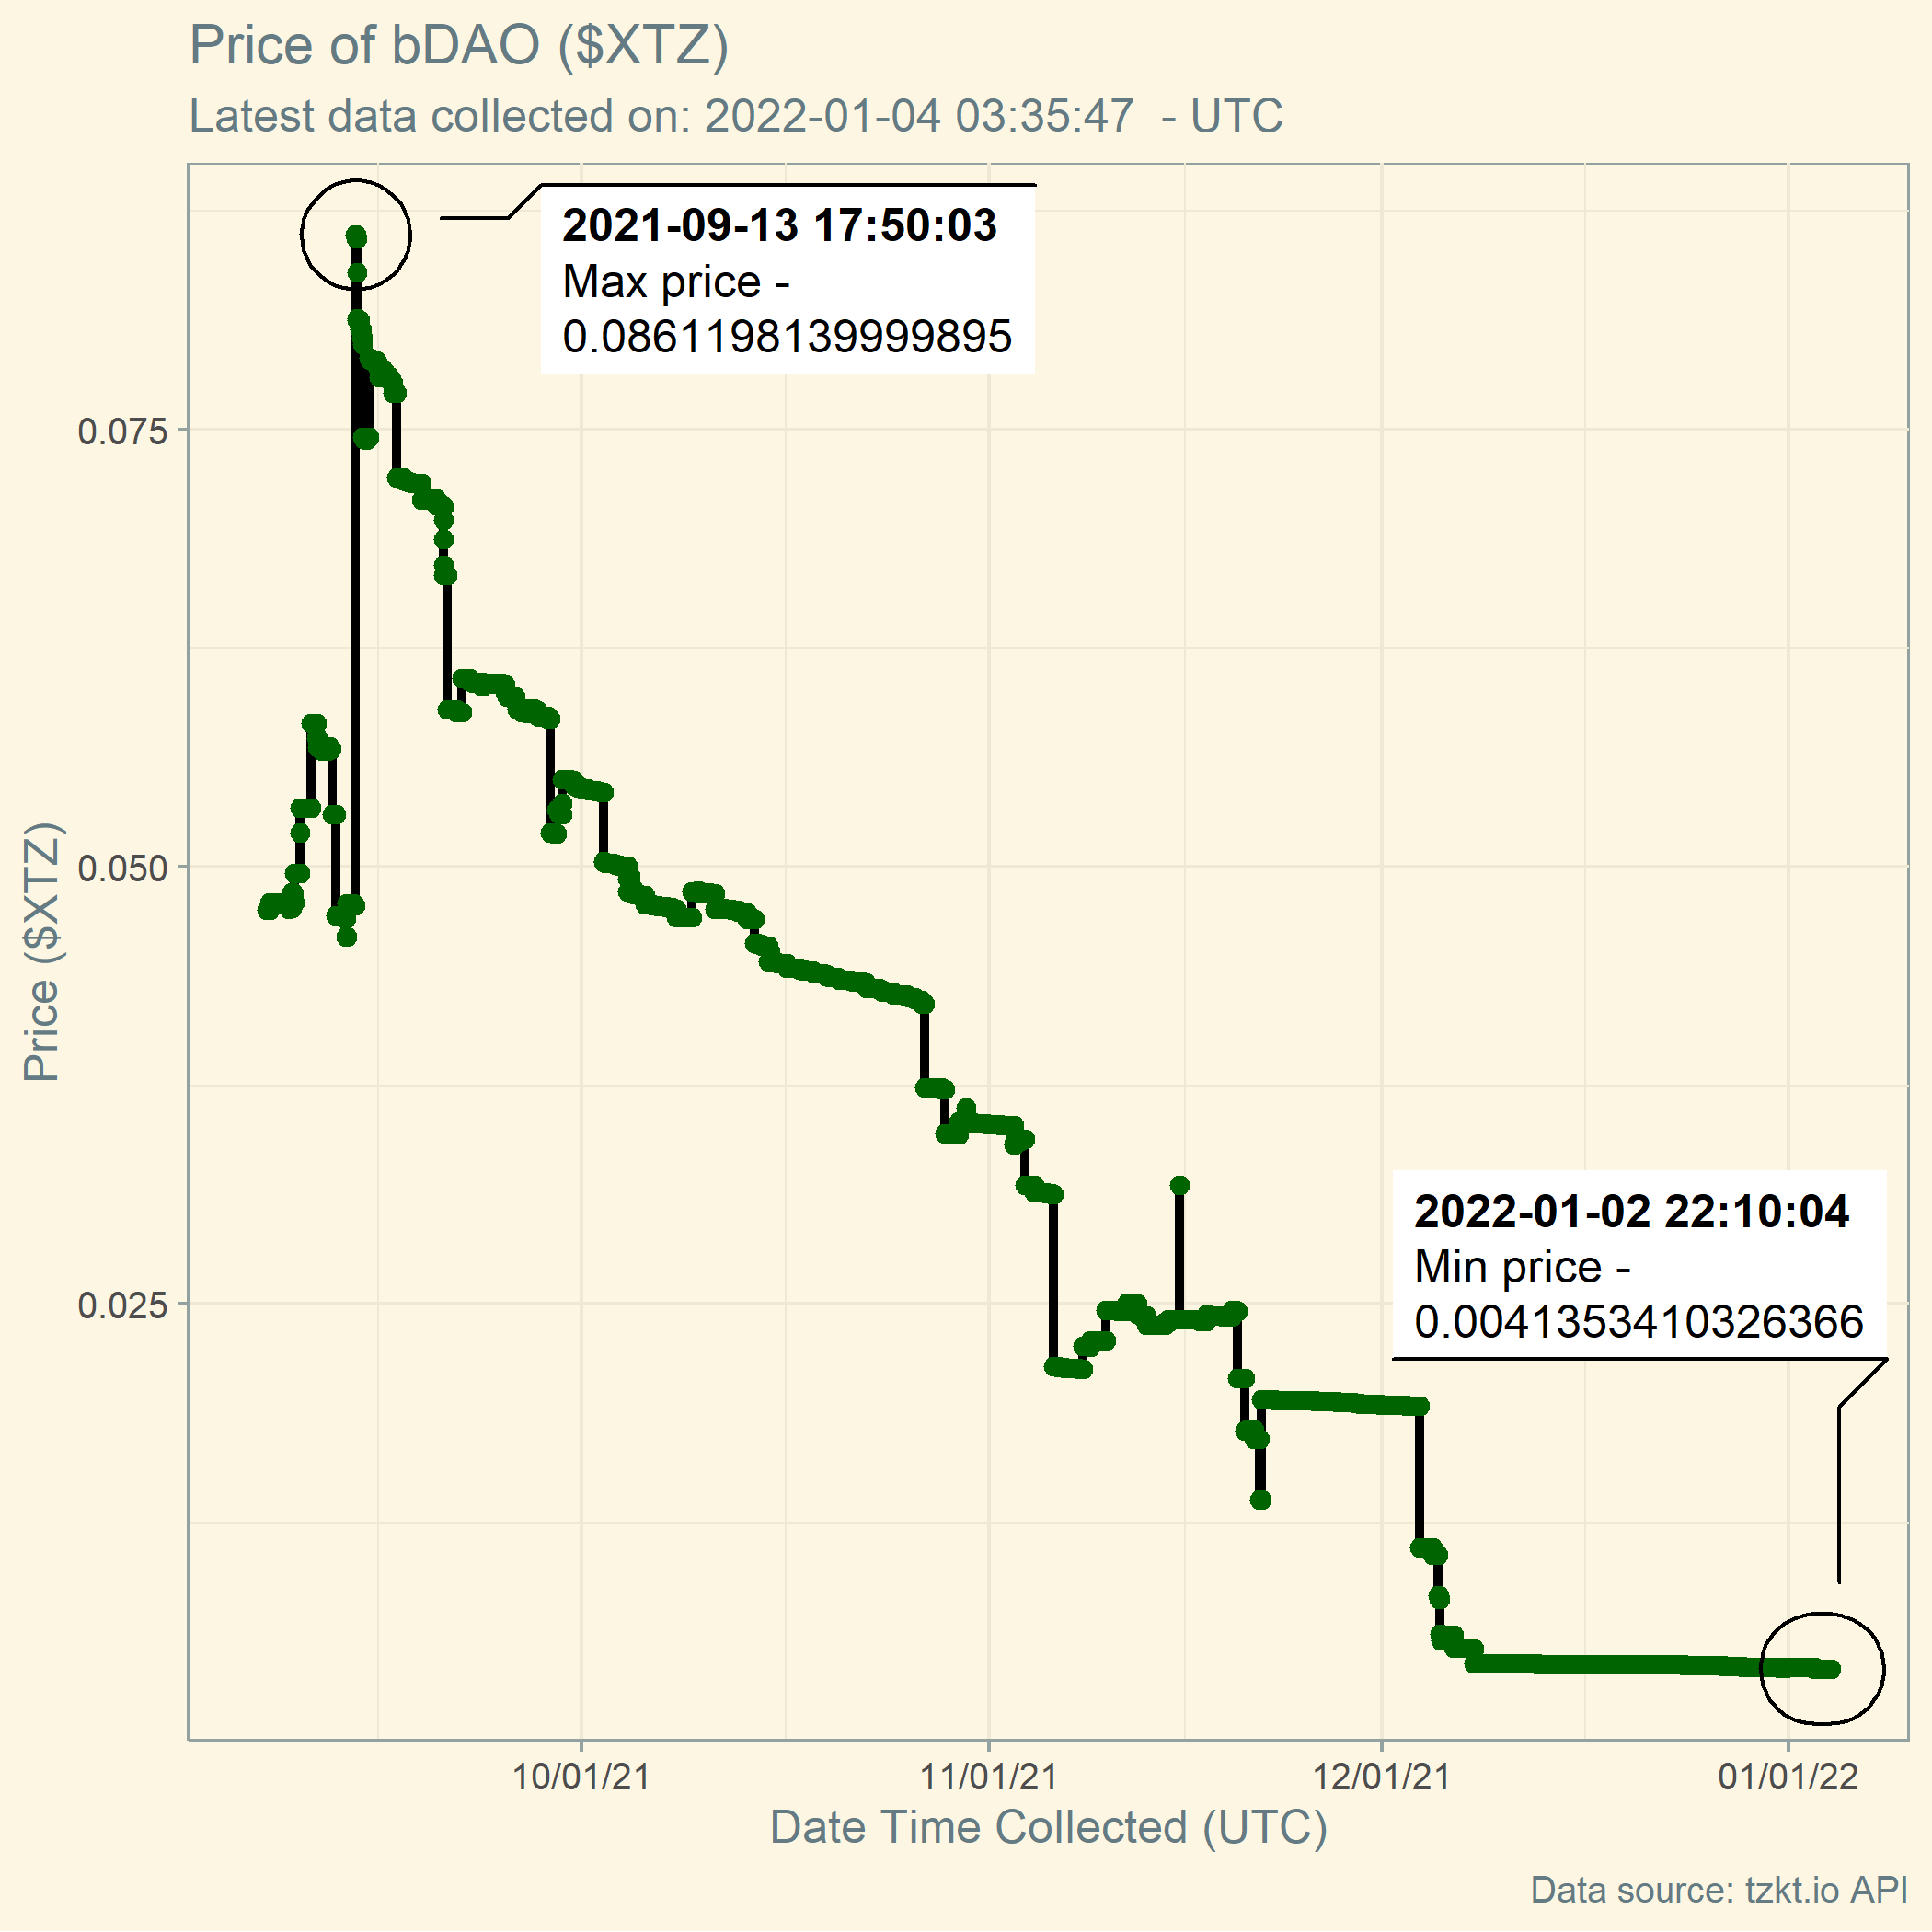 Price of bDAO ($XTZ)
Latest data collected on: 2022-01-04 03:35:47  - UTC
2021-09-13 17:50:03
Max price -
0.0861198139999895
0.075
0.050
0.025
Price ($XTZ)
2022-01-02 22:10:04
Min price -
0.0041353410326366
10/01/21
11/01/21
12/01/21
01/01/22
Date Time Collected (UTC)
Data source: tzkt.io API